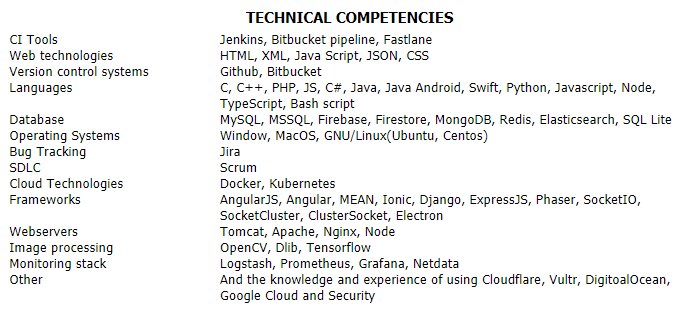 TECHNICAL COMPETENCIES
CI Tools Jenkins, Bitbucket pipeline, Fastlane
Web technologies HTML, XML, Java Script, JSON, CSS
Version control systems Github, Bitbucket
Languages C, C++, PHP, JS, C#, Java, Java Android, Swift, Python, Javascript, Node,
TypeScript, Bash script
Database MySQL, MSSQL, Firebase, Firestore, MongoDB, Redis, Elasticsearch, SQL Lite
Operating Systems Window, MacOS, GNU/Linux(Ubuntu, Centos)
Bug Tracking Jira
SDLC Scrum
Cloud Technologies Docker, Kubernetes
Frameworks AngularJS, Angular, MEAN, Ionic, Django, ExpressJS, Phaser, SocketIO,
SocketCluster, ClusterSocket, Electron
Webservers Tomcat, Apache, Nginx, Node
Image processing OpenCV, Dlib, Tensorflow
Monitoring stack Logstash, Prometheus, Grafana, Netdata
Other And the knowledge and experience of using Cloudflare, Vultr, DigitoalOcean,
Google Cloud and Security